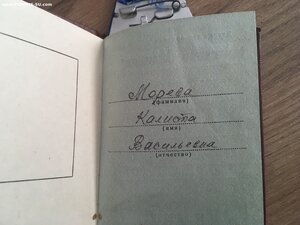 Морева
(фамилия)
Калиста
(имя)
Васильевна
(отчество)